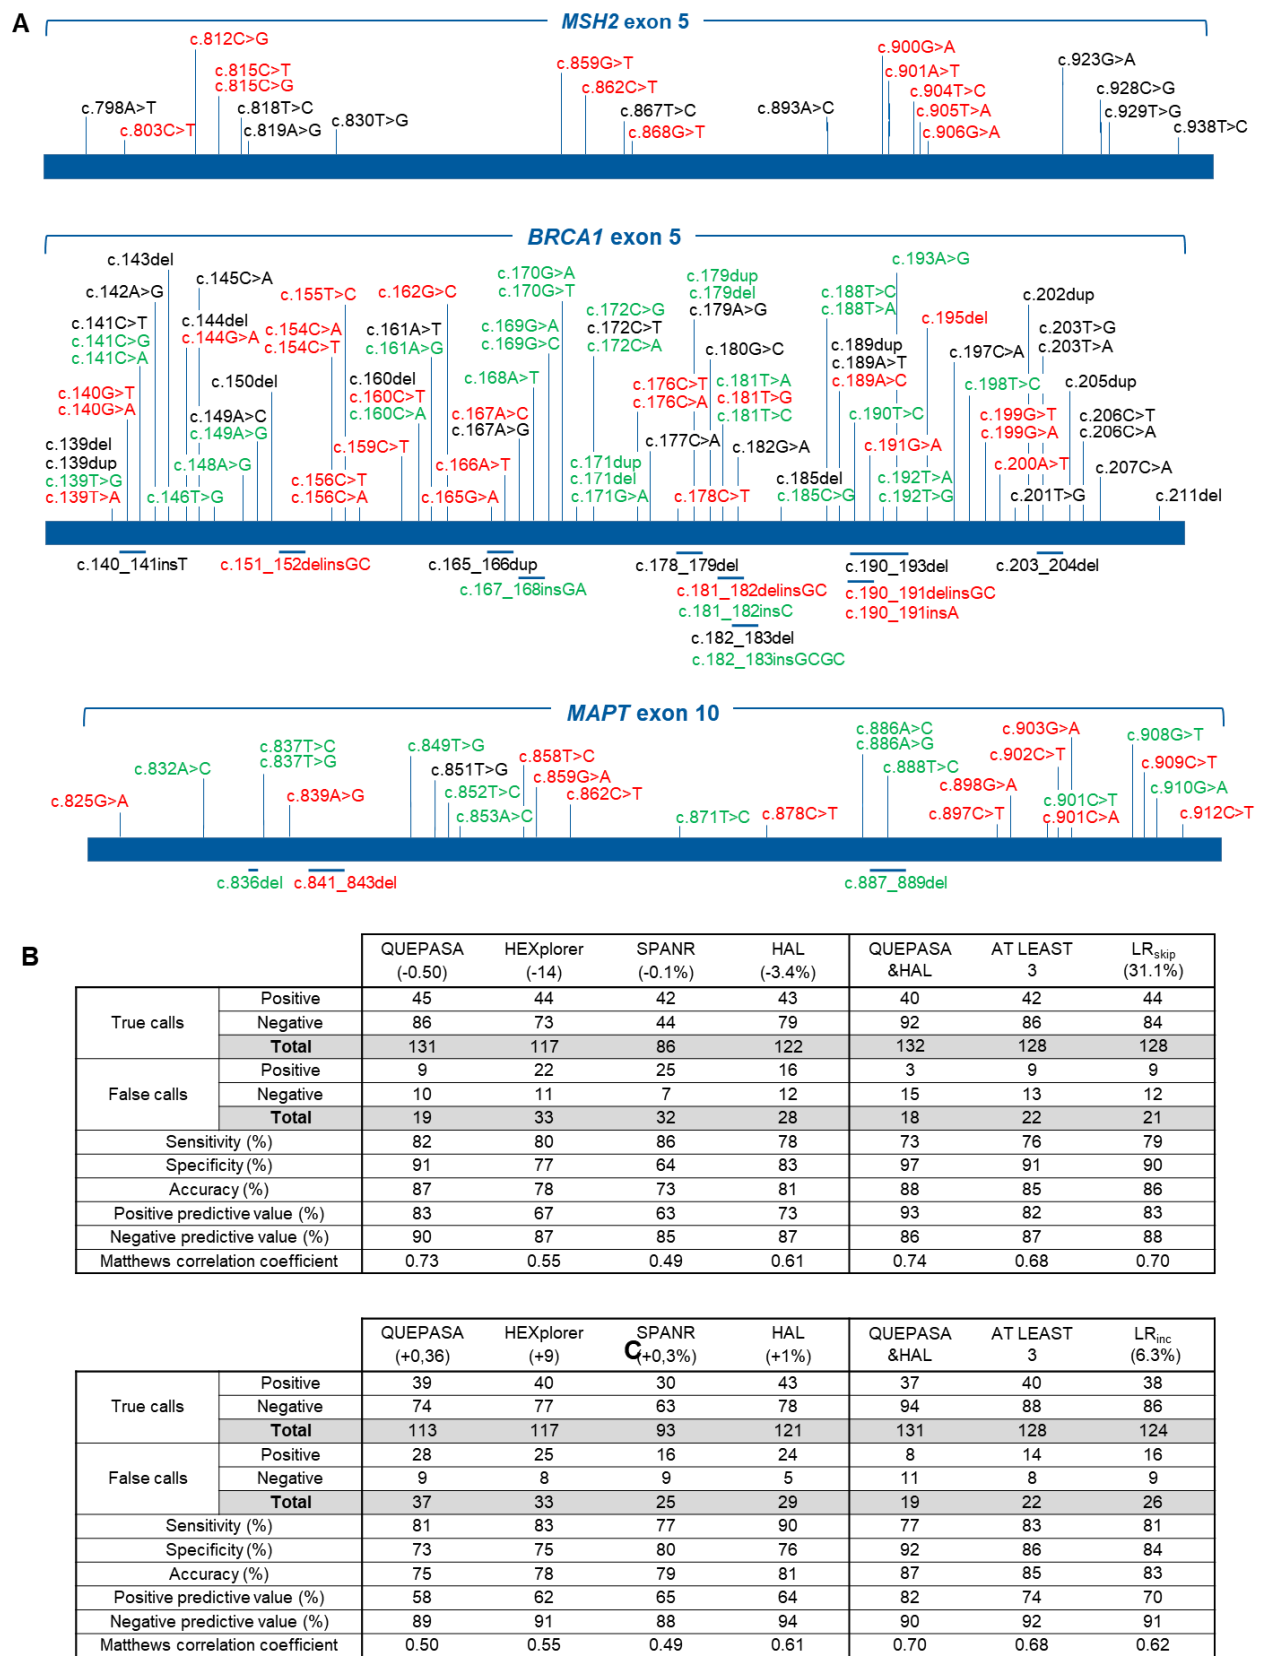 A
MSH2 exon 5
c.812C>G
c.815C>T
c.815C>G
c.798A>T
c.803C>T
c.818T>C
c.819A>G
c.830T>G
c.859G>T
c.862C>T
c.867T>C
c.868G>T
c.893A>C
c.900G>A
c.901A>T
c.904T>C
c.905T>A
c.906G>A
c.923G>A
c.928C>G
c.929T>G
c.938T>C
BRCA1 exon 5
c.143del
c.142A>G
c.141C>T
c.141C>G
c.141C>A
c.140G>T
c.140G>A
c.139del
c.139dup
c.139T>G
c.139T>A
c.145C>A
c.144del
c.144G>A
c.150del
c.149A>C
c.149A>G
c.148A>G
c.146T>G
c.155T>C
c.154C>A
c.154C>T
c.156C>T
c.156C>A
c.162G>C
c.161A>T
c.161A>G
c.160del
c.160C>T
c.160C>A
c.159C>T
c.170G>A
c.170G>T
c.169G>A
c.169G>C
c.168A>T
c.167A>C
c.167A>G
c.166A>T
c.165G>A
c.172C>G
c.172C>T
c.172C>A
c.171dup
c.171del
c.171G>A
c.179dup
c.179del
c.179A>G
c.180G>C
c.176C>T
c.176C>A
c.181T>A
c.181T>G
c.181T>C
c.177C>A
c.182G>A
c.178C>T
c.193A>G
c.188T>C
c.188T>A
c.189dup
c.189A>T
c.189A>C
c.190T>C
c.191G>A
c.185del
c.185C>G
c.192T>A
c.192T>G
c.195del
c.197C>A
c.198T>C
c.199G>T
c.199G>A
c.200A>T
c.201T>G
c.202dup
c.203T>G
c.203T>A
c.205dup
c.206C>T
c.206C>A
c.207C>A
c.211del
c.140_141insT
c.151_152delinsGC
c.165_166dup
c.167_168insGA
c.178_179del
c.181_182delinsGC
c.181_182insC
c.182_183del
c.182_183insGCGC
c.190_193del
c.190_191delinsGC
c.190_191insA
c.203_204del
MAPT exon 10
c.825G>A
c.832A>C
c.837T>C
c.837T>G
c.839A>G
c.849T>G
c.851T>G
c.852T>C
c.853A>C
c.858T>C
c.859G>A
c.862C>T
c.871T>C
c.878C>T
c.886A>C
c.886A>G
c.888T>C
c.897C>T
c.898G>A
c.903G>A
c.902C>T
c.901C>T
c.901C>A
c.908G>T
c.909C>T
c.910G>A
c.912C>T
c.836del
c.841_843del
c.887_889del
B
QUEPASA (-0.50) HEXplorer (-14) SPANR (-0.1%) HAL (-3.4%) QUEPASA &HAL AT LEAST 3 LRskip (31.1%)
True calls
Positive 45 44 42 43 40 42 44
Negative 86 73 44 79 92 86 84
Total 131 117 86 122 132 128 128
False calls
Positive 9 22 25 16 3 9 9
Negative 10 11 7 12 15 13 12
Total 19 33 32 28 18 22 21
Sensitivity (%) 82 80 86 78 73 76 79
Specificity (%) 91 77 64 83 97 91 90
Accuracy (%) 87 78 73 81 88 85 86
Positive predictive value (%) 83 67 63 73 93 82 83
Negative predictive value (%) 90 87 85 87 86 87 88
Matthews correlation coefficient 0.73 0.55 0.49 0.61 0.74 0.68 0.70
C
QUEPASA (+0,36) HEXplorer (+9) SPANR (+0,3%) HAL (+1%) QUEPASA &HAL AT LEAST 3 LRinc (6.3%)
True calls
Positive 39 40 30 43 37 40 38
Negative 74 77 63 78 94 88 86
Total 113 117 93 121 131 128 124
False calls
Positive 28 25 16 24 8 14 16
Negative 9 8 9 5 11 8 9
Total 37 33 25 29 19 22 26
Sensitivity (%) 81 83 77 90 77 83 81
Specificity (%) 73 75 80 76 92 86 84
Accuracy (%) 75 78 79 81 87 85 83
Positive predictive value (%) 58 62 65 64 82 74 70
Negative predictive value (%) 89 91 88 94 90 92 91
Matthews correlation coefficient 0.50 0.55 0.49 0.61 0.70 0.68 0.62